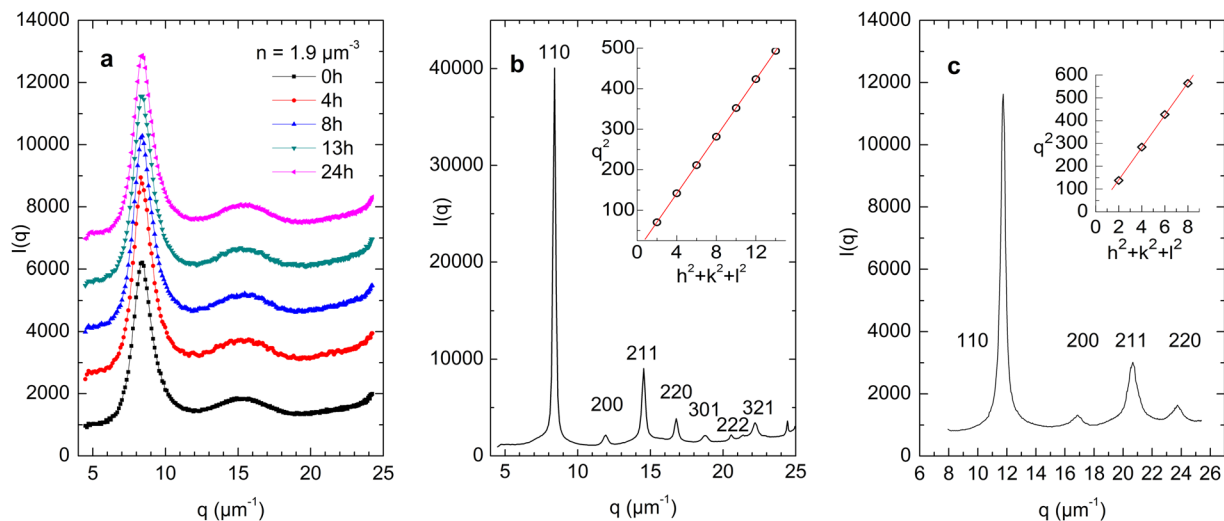 a
n = 1.9 µm⁻³
0h
4h
8h
13h
24h
14000
12000
10000
8000
6000
4000
2000
0
I(q)
5 10 15 20 25
q (µm⁻¹)
b
110
200
211
220
301
222
321
40000
30000
20000
10000
0
I(q)
5 10 15 20 25
q (µm⁻¹)
500
400
300
200
100
q²
0 4 8 12
h²+k²+l²
c
110
200
211
220
14000
12000
10000
8000
6000
4000
2000
0
I(q)
6 8 10 12 14 16 18 20 22 24 26
q (µm⁻¹)
600
500
400
300
200
100
0
q²
0 2 4 6 8
h²+k²+l²